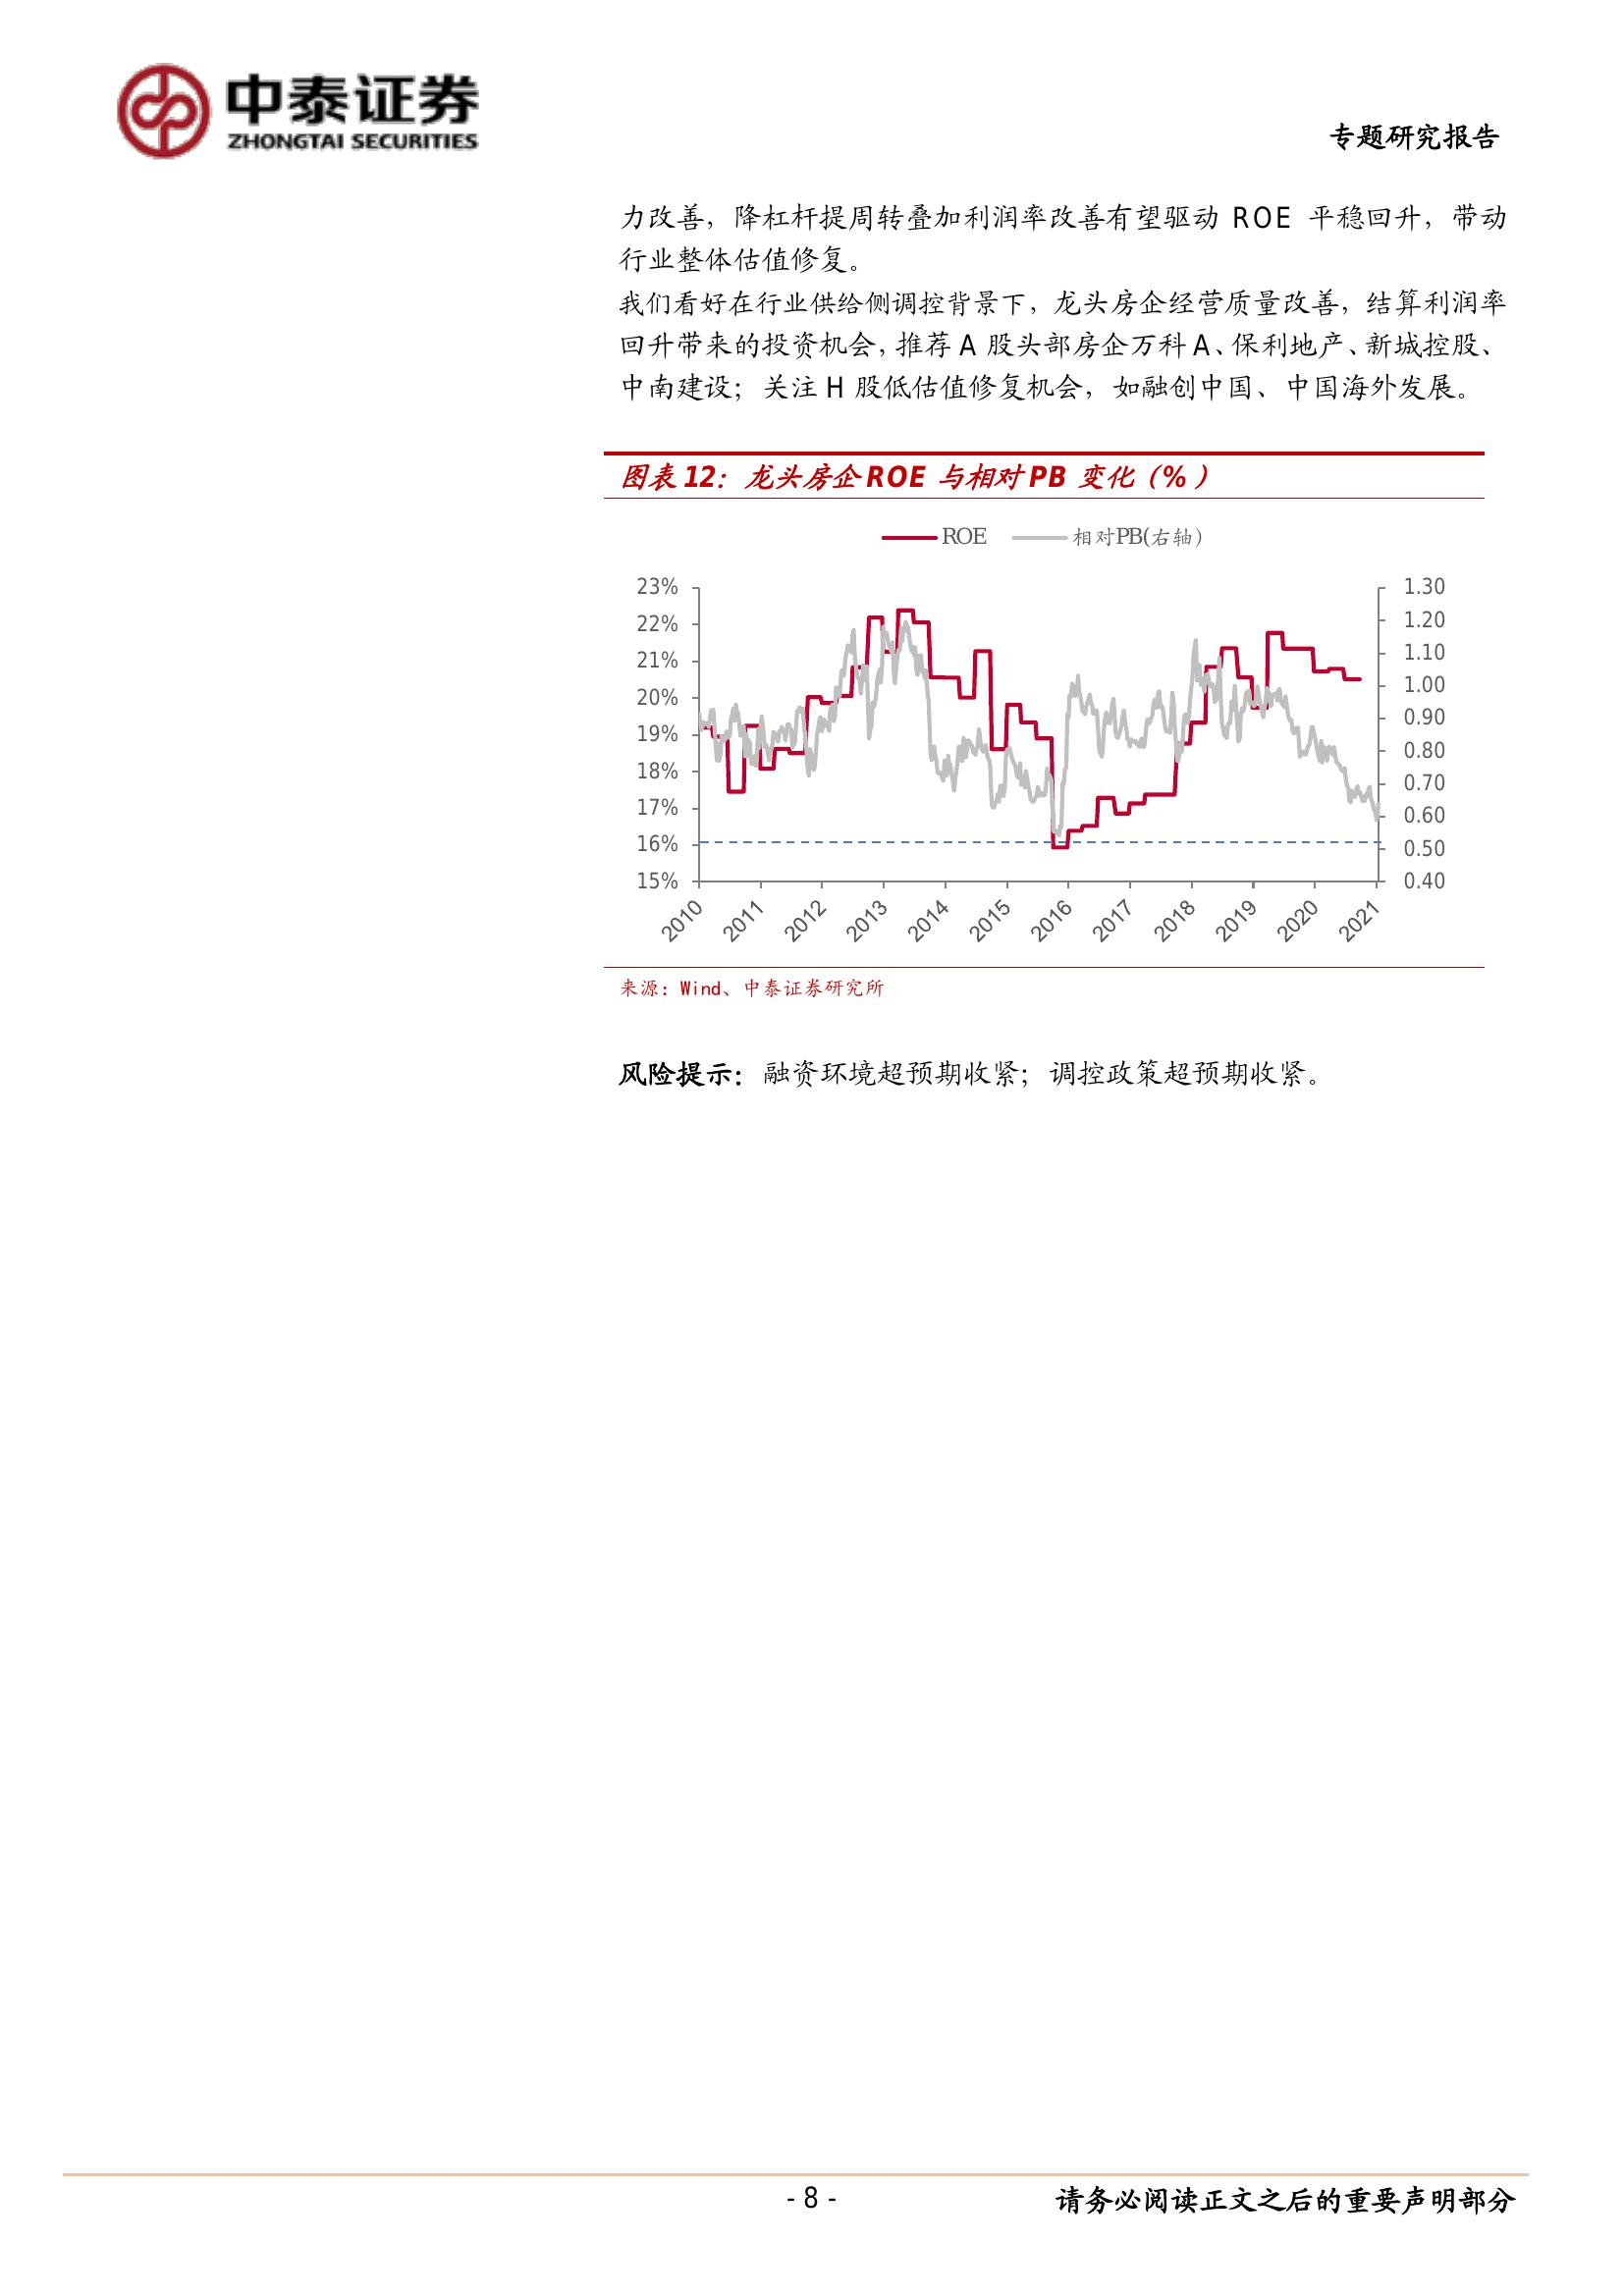 中泰证券
ZHONGTAI SECURITIES
专题研究报告
力改善，降杠杆提周转叠加利润率改善有望驱动 ROE 平稳回升，带动
行业整体估值修复。
我们看好在行业供给侧调控背景下，龙头房企经营质量改善，结算利润率
回升带来的投资机会，推荐 A 股头部房企万科 A、保利地产、新城控股、
中南建设；关注 H 股低估值修复机会，如融创中国、中国海外发展。
图表 12：龙头房企 ROE 与相对 PB 变化（%）
ROE 相对PB(右轴)
23% 1.30
22% 1.20
21% 1.10
20% 1.00
19% 0.90
18% 0.80
17% 0.70
16% 0.60
15% 0.50
0.40
2010 2011 2012 2013 2014 2015 2016 2017 2018 2019 2020 2021
来源：Wind、中泰证券研究所
风险提示：融资环境超预期收紧；调控政策超预期收紧。
- 8 -
请务必阅读正文之后的重要声明部分